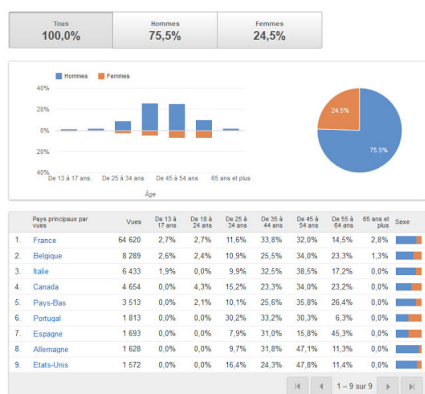 Tous Hommes Femmes
100,0% 75,5% 24,5%
Hommes Femmes
40%
20%
0%
20%
40%
De 13 à 17 ans De 25 à 34 ans De 45 à 54 ans 65 ans et plus
Âge
24.5%
75.5%
Pays principaux par vues Vues De 13 à 17 ans De 18 à 24 ans De 25 à 34 ans De 35 à 44 ans De 45 à 54 ans De 55 à 64 ans 65 ans et plus Sexe
1. France 64 620 2,7% 2,7% 11,6% 33,8% 32,0% 14,5% 2,8%
2. Belgique 8 289 2,6% 2,4% 10,9% 25,5% 34,0% 23,3% 1,3%
3. Italie 6 433 1,9% 0,0% 9,9% 32,5% 38,5% 17,2% 0,0%
4. Canada 4 654 0,0% 4,3% 15,2% 23,3% 34,0% 23,2% 0,0%
5. Pays-Bas 3 513 0,0% 2,1% 10,1% 25,6% 35,8% 26,4% 0,0%
6. Portugal 1 813 0,0% 0,0% 30,2% 33,2% 30,3% 6,3% 0,0%
7. Espagne 1 693 0,0% 0,0% 7,9% 31,0% 15,8% 45,3% 0,0%
8. Allemagne 1 628 0,0% 0,0% 9,7% 31,8% 47,1% 11,3% 0,0%
9. Etats-Unis 1 572 0,0% 0,0% 16,4% 24,3% 47,8% 11,4% 0,0%
1 – 9 sur 9